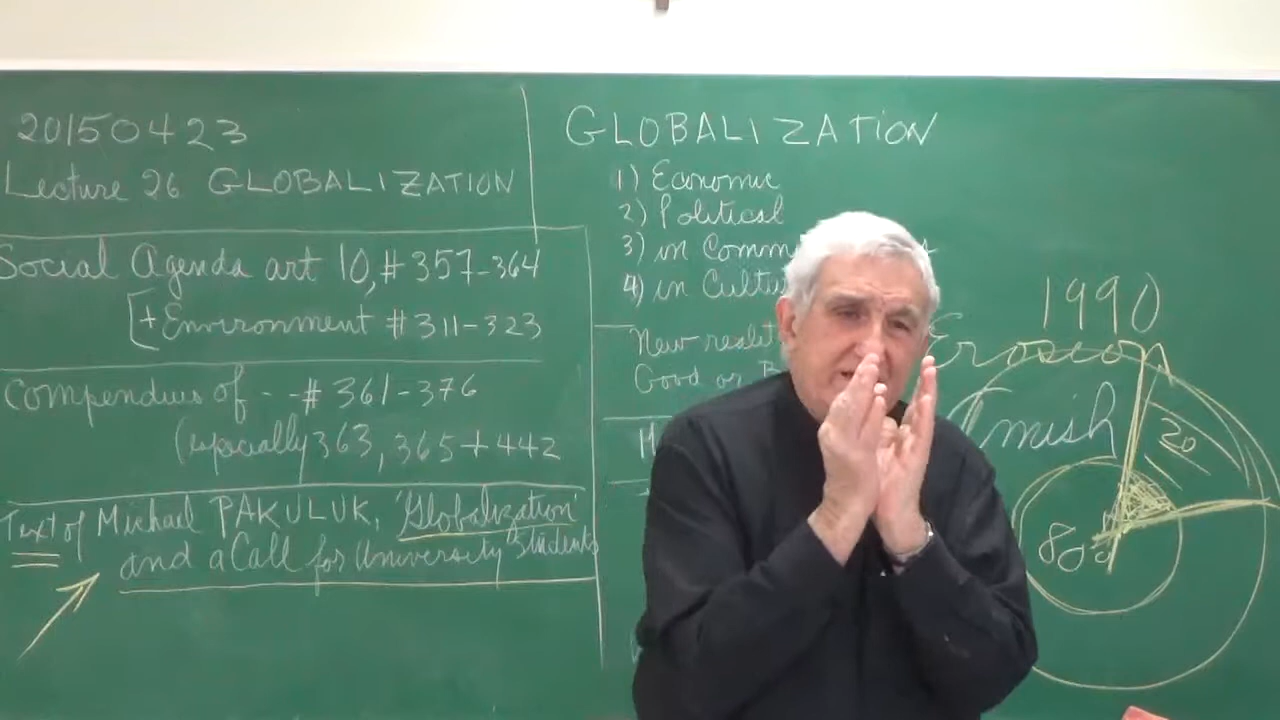 20150423
Lecture 26 GLOBALIZATION
Social Agenda art 10, # 357-364
[+ Environment # 311-323
Compendium of - - # 361-376
(especially 363, 365 + 442
Text of Michael PAKULUK, 'Globalization'
and a Call for University Students
GLOBALIZATION
1) Economic
2) Political
3) in Comm
4) in Cultu
New realit
Good or B
1990
Erosion
Amish
20
80%